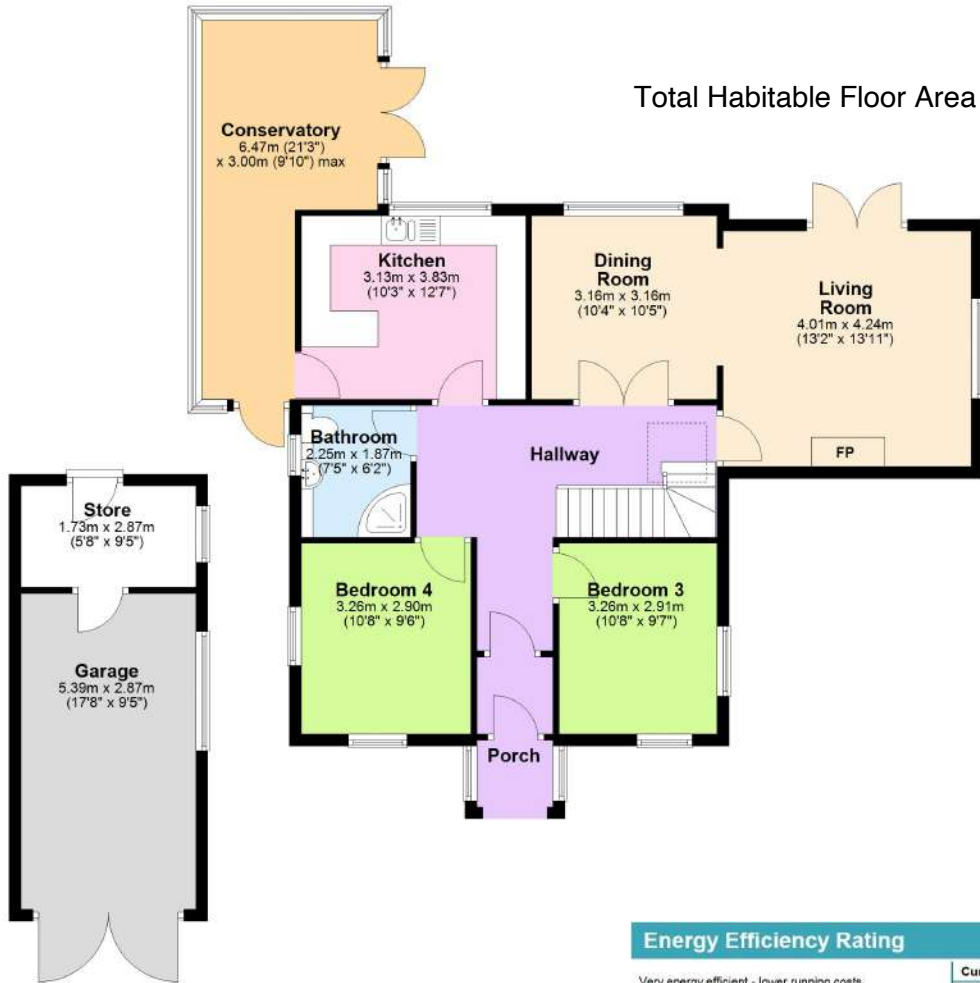 Total Habitable Floor Area
Conservatory
6.47m (21'3")
x 3.00m (9'10") max
Kitchen
3.13m x 3.83m
(10'3" x 12'7")
Dining
Room
3.16m x 3.16m
(10'4" x 10'5")
Living
Room
4.01m x 4.24m
(13'2" x 13'11")
FP
Bathroom
2.25m x 1.87m
(7'5" x 6'2")
Hallway
Store
1.73m x 2.87m
(5'8" x 9'5")
Bedroom 4
3.26m x 2.90m
(10'8" x 9'6")
Bedroom 3
3.26m x 2.91m
(10'8" x 9'7")
Garage
5.39m x 2.87m
(17'8" x 9'5")
Porch
Energy Efficiency Rating
Very energy efficient - lower running costs